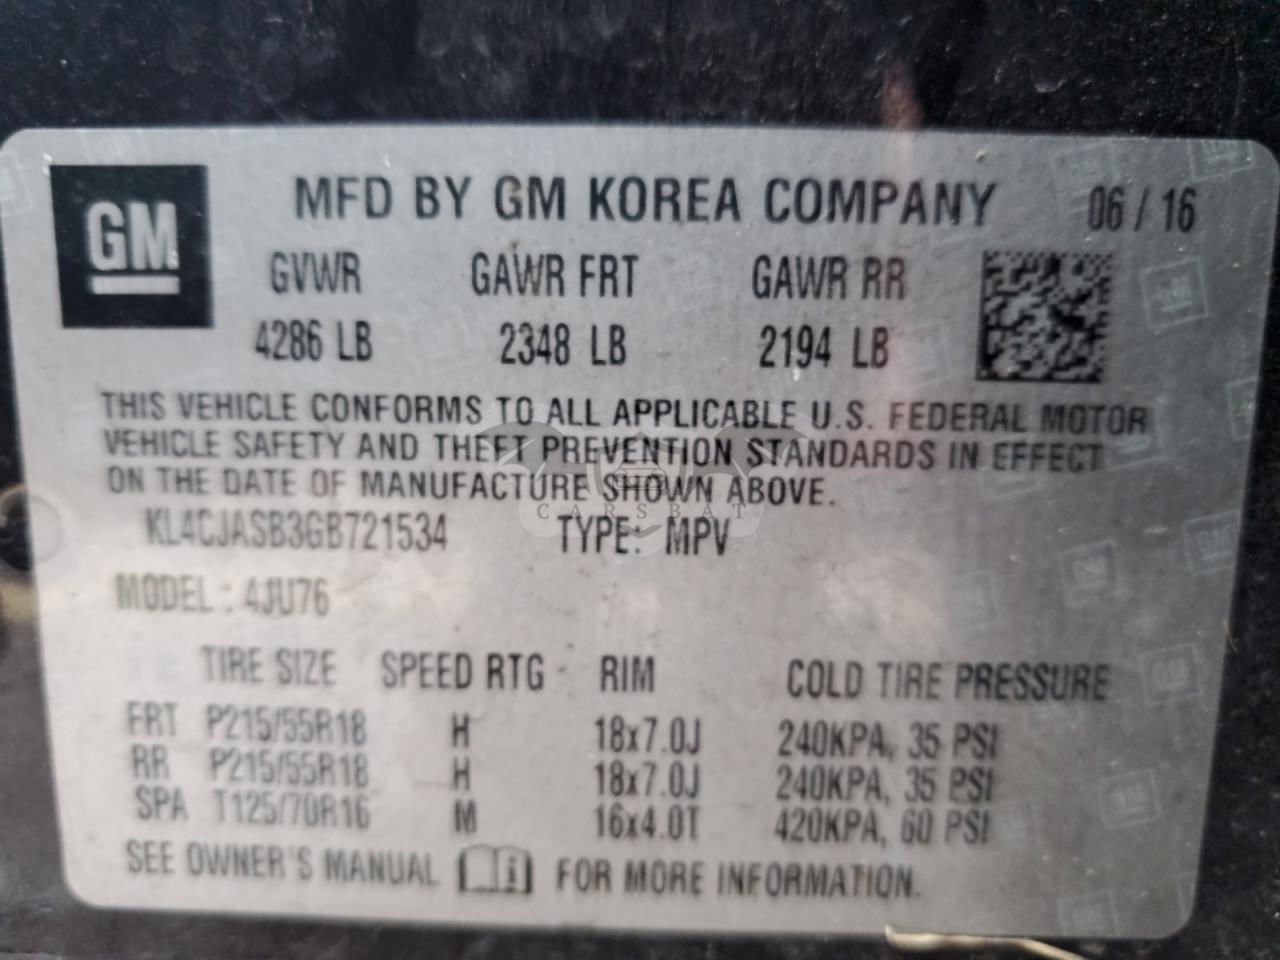 GM MFD BY GM KOREA COMPANY 06 / 16
GVWR GAWR FRT GAWR RR
4286 LB 2348 LB 2194 LB
THIS VEHICLE CONFORMS TO ALL APPLICABLE U.S. FEDERAL MOTOR
VEHICLE SAFETY AND THEFT PREVENTION STANDARDS IN EFFECT
ON THE DATE OF MANUFACTURE SHOWN ABOVE.
CARSBAT
KL4CJASB3GB721534 TYPE: MPV
MODEL : 4JU76
TIRE SIZE SPEED RTG RIM COLD TIRE PRESSURE
FRT P215/55R18 H 18x7.0J 240KPA, 35 PSI
RR P215/55R18 H 18x7.0J 240KPA, 35 PSI
SPA T125/70R16 M 16x4.0T 420KPA, 60 PSI
SEE OWNER'S MANUAL i FOR MORE INFORMATION.